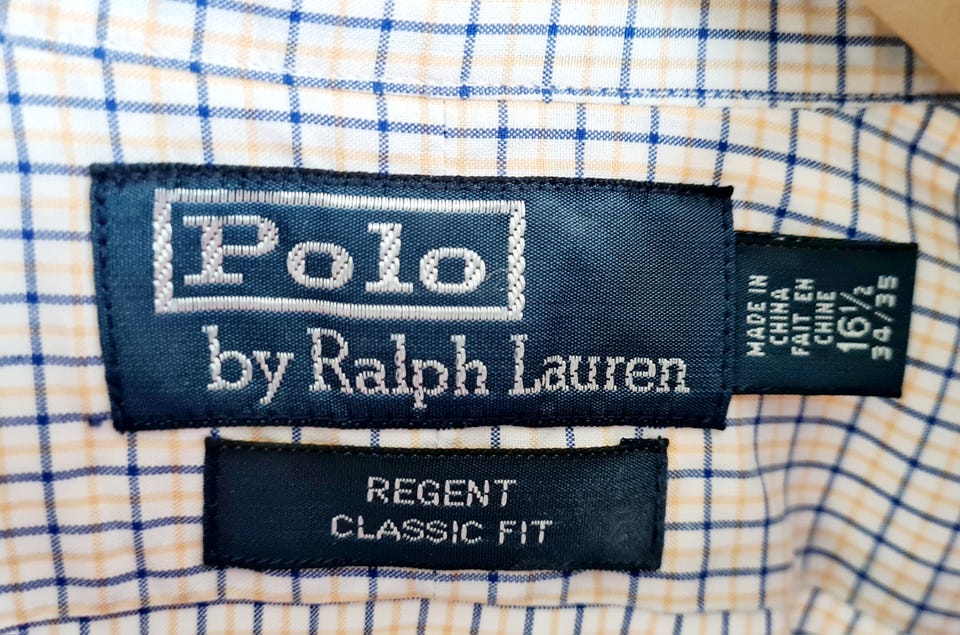 Polo
by Ralph Lauren
MADE IN
CHINA
FAIT EN
CHINE
16½
34/35
REGENT
CLASSIC FIT